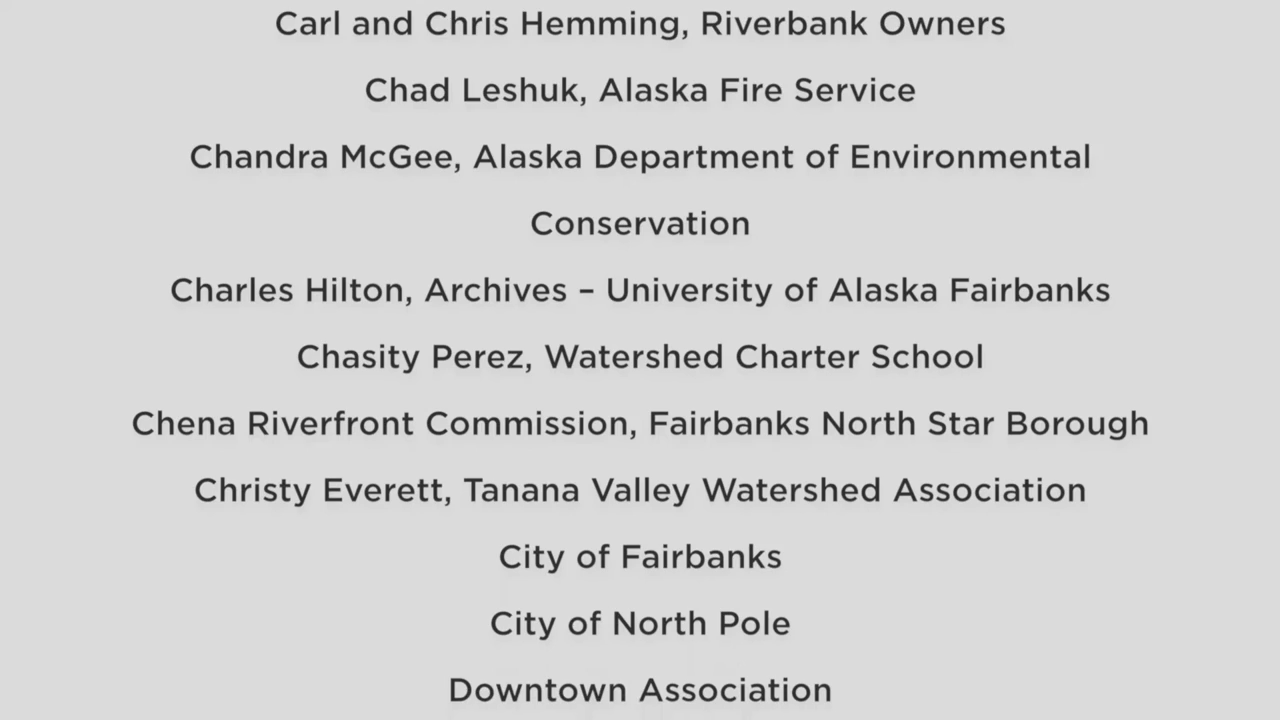 Carl and Chris Hemming, Riverbank Owners
Chad Leshuk, Alaska Fire Service
Chandra McGee, Alaska Department of Environmental
Conservation
Charles Hilton, Archives – University of Alaska Fairbanks
Chasity Perez, Watershed Charter School
Chena Riverfront Commission, Fairbanks North Star Borough
Christy Everett, Tanana Valley Watershed Association
City of Fairbanks
City of North Pole
Downtown Association